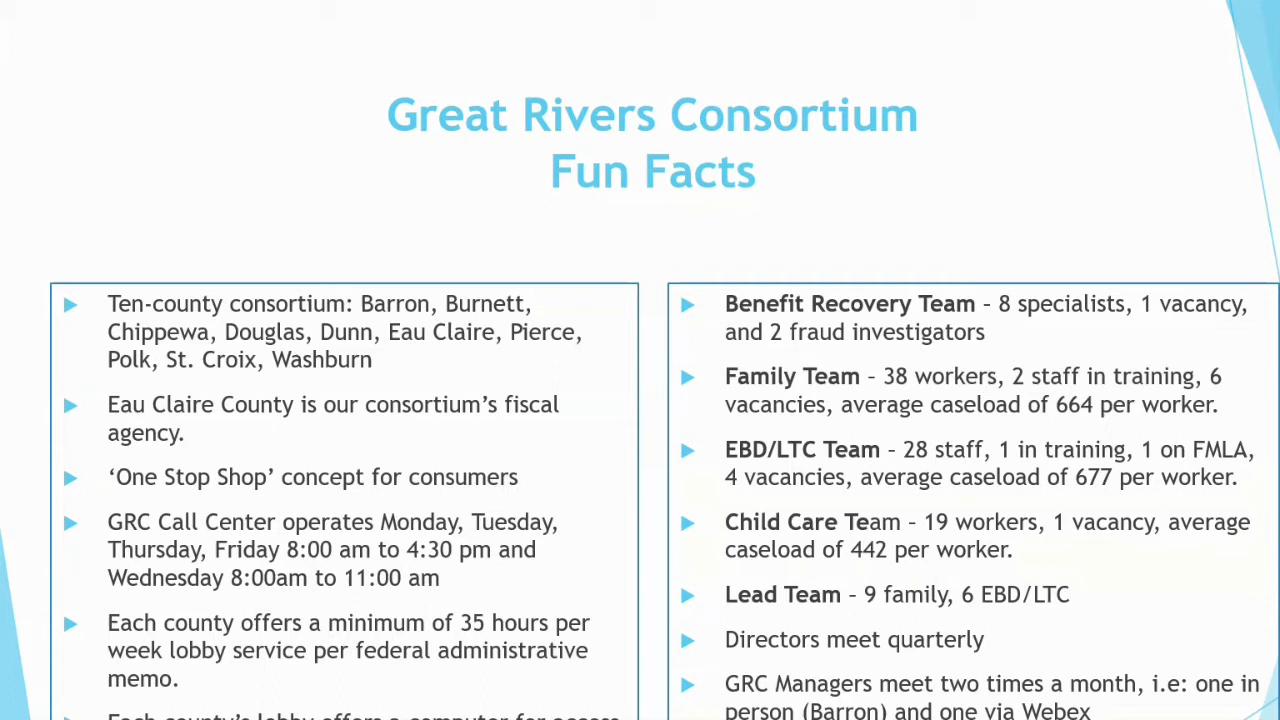 Great Rivers Consortium
Fun Facts
Ten-county consortium: Barron, Burnett,
Chippewa, Douglas, Dunn, Eau Claire, Pierce,
Polk, St. Croix, Washburn
Eau Claire County is our consortium’s fiscal
agency.
‘One Stop Shop’ concept for consumers
GRC Call Center operates Monday, Tuesday,
Thursday, Friday 8:00 am to 4:30 pm and
Wednesday 8:00am to 11:00 am
Each county offers a minimum of 35 hours per
week lobby service per federal administrative
memo.
Each county’s lobby offers a computer for access
Benefit Recovery Team – 8 specialists, 1 vacancy,
and 2 fraud investigators
Family Team – 38 workers, 2 staff in training, 6
vacancies, average caseload of 664 per worker.
EBD/LTC Team – 28 staff, 1 in training, 1 on FMLA,
4 vacancies, average caseload of 677 per worker.
Child Care Team – 19 workers, 1 vacancy, average
caseload of 442 per worker.
Lead Team – 9 family, 6 EBD/LTC
Directors meet quarterly
GRC Managers meet two times a month, i.e: one in
person (Barron) and one via Webex